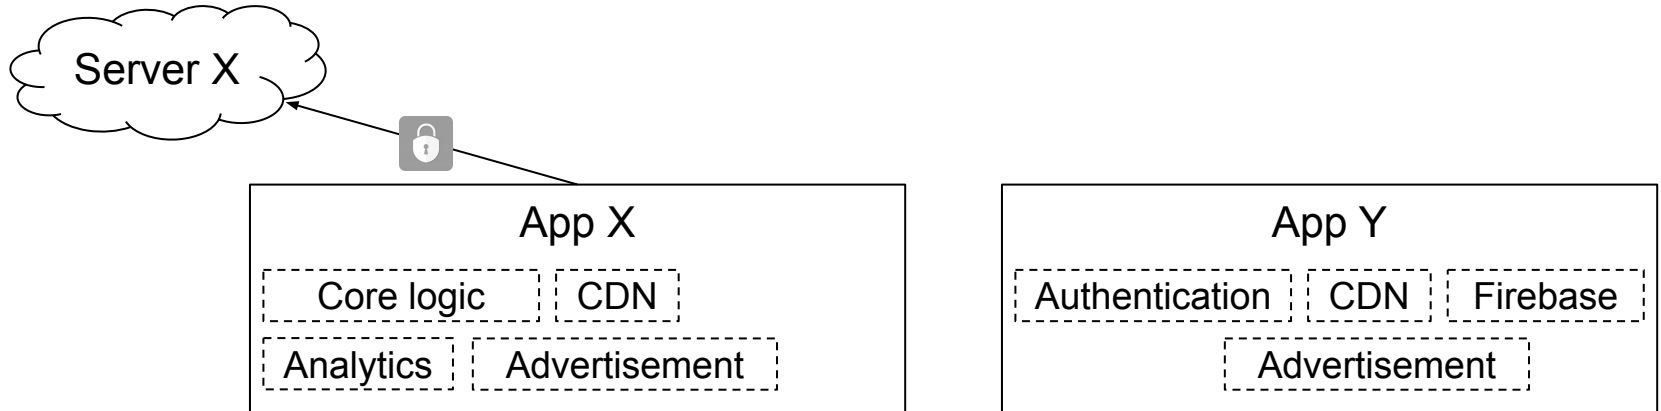 Server X
App X
Core logic
CDN
Analytics
Advertisement
App Y
Authentication
CDN
Firebase
Advertisement